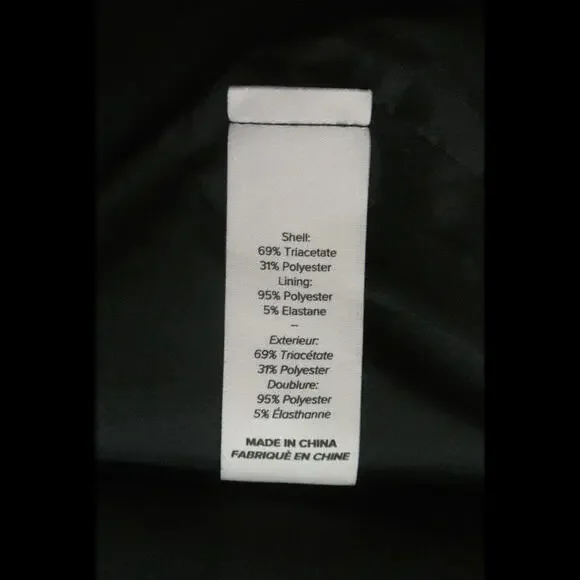 Shell:
69% Triacetate
31% Polyester
Lining:
95% Polyester
5% Elastane
–
Exterieur:
69% Triacétate
31% Polyester
Doublure:
95% Polyester
5% Élasthanne
MADE IN CHINA
FABRIQUÈ EN CHINE